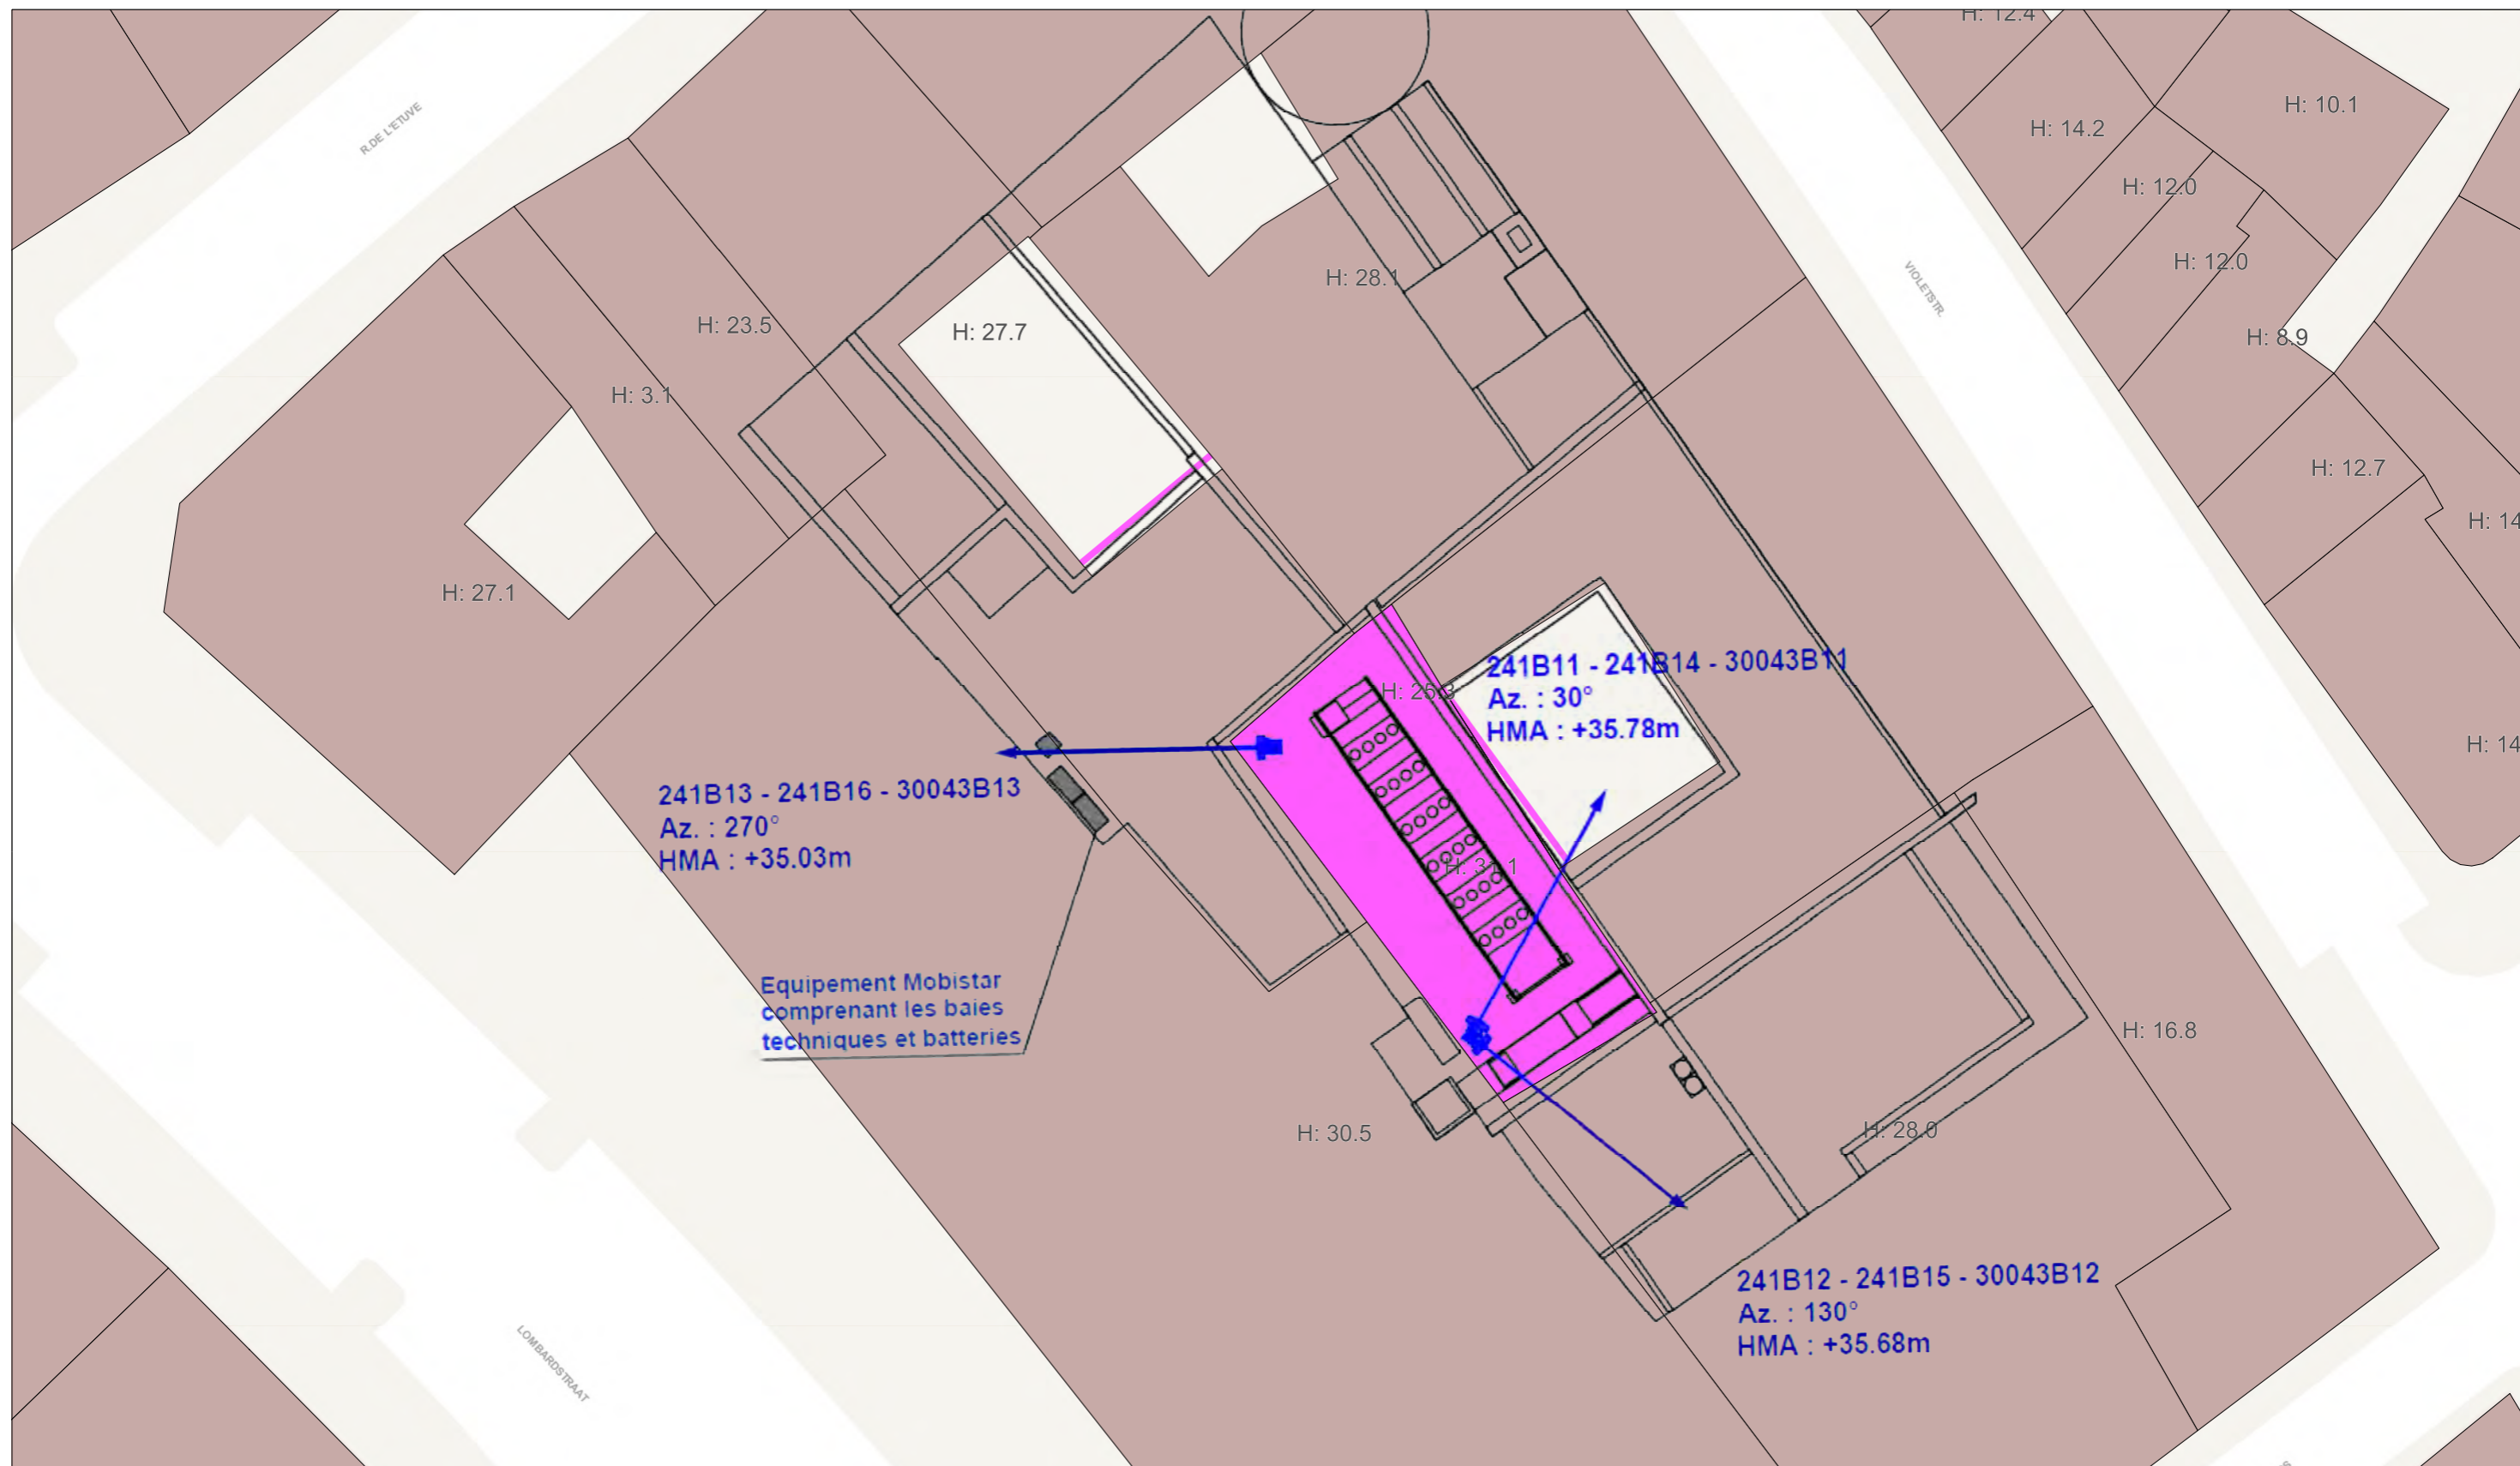 H: 12.4
R.DE L'ETUVE
H: 10.1
H: 14.2
H: 12.0
H: 12.0
VIOLETSTR.
H: 28.1
H: 23.5
H: 27.7
H: 8.9
H: 3.1
H: 12.7
H: 14
H: 27.1
241B11 - 241B14 - 30043B11
Az. : 30°
HMA : +35.78m
H: 14
241B13 - 241B16 - 30043B13
Az. : 270°
HMA : +35.03m
Equipement Mobistar
comprenant les baies
techniques et batteries
H: 16.8
H: 30.5
H: 28.0
241B12 - 241B15 - 30043B12
Az. : 130°
HMA : +35.68m
LOMBARDSTRAAT